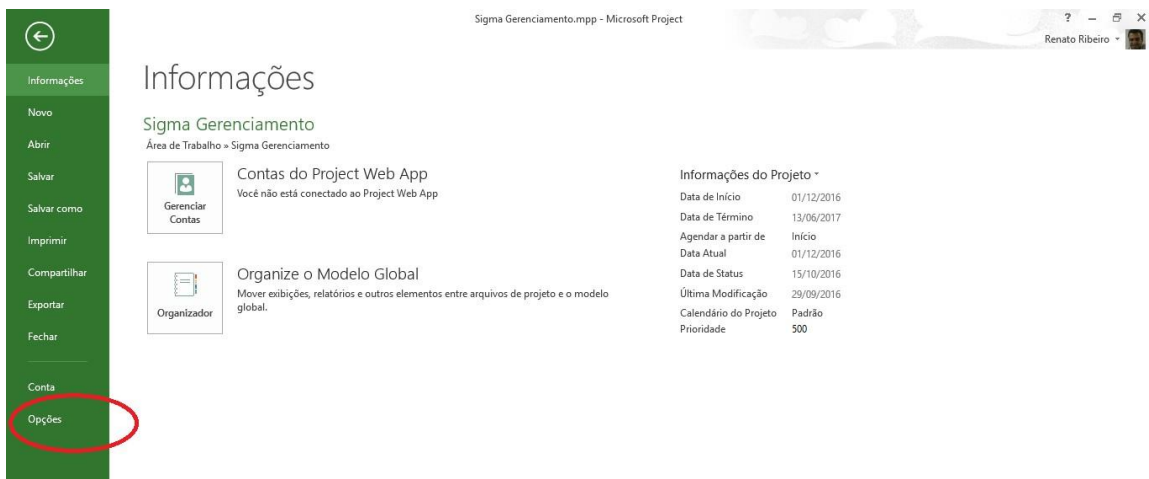 Sigma Gerenciamento.mpp - Microsoft Project
?
Renato Ribeiro
Informações
Novo
Abrir
Salvar
Salvar como
Imprimir
Compartilhar
Exportar
Fechar
Conta
Opções
Informações
Sigma Gerenciamento
Área de Trabalho » Sigma Gerenciamento
Gerenciar
Contas
Contas do Project Web App
Você não está conectado ao Project Web App
Organizador
Organize o Modelo Global
Mover exibições, relatórios e outros elementos entre arquivos de projeto e o modelo
global.
Informações do Projeto
Data de Início 01/12/2016
Data de Término 13/06/2017
Agendar a partir de Início
Data Atual 01/12/2016
Data de Status 15/10/2016
Última Modificação 29/09/2016
Calendário do Projeto Padrão
Prioridade 500